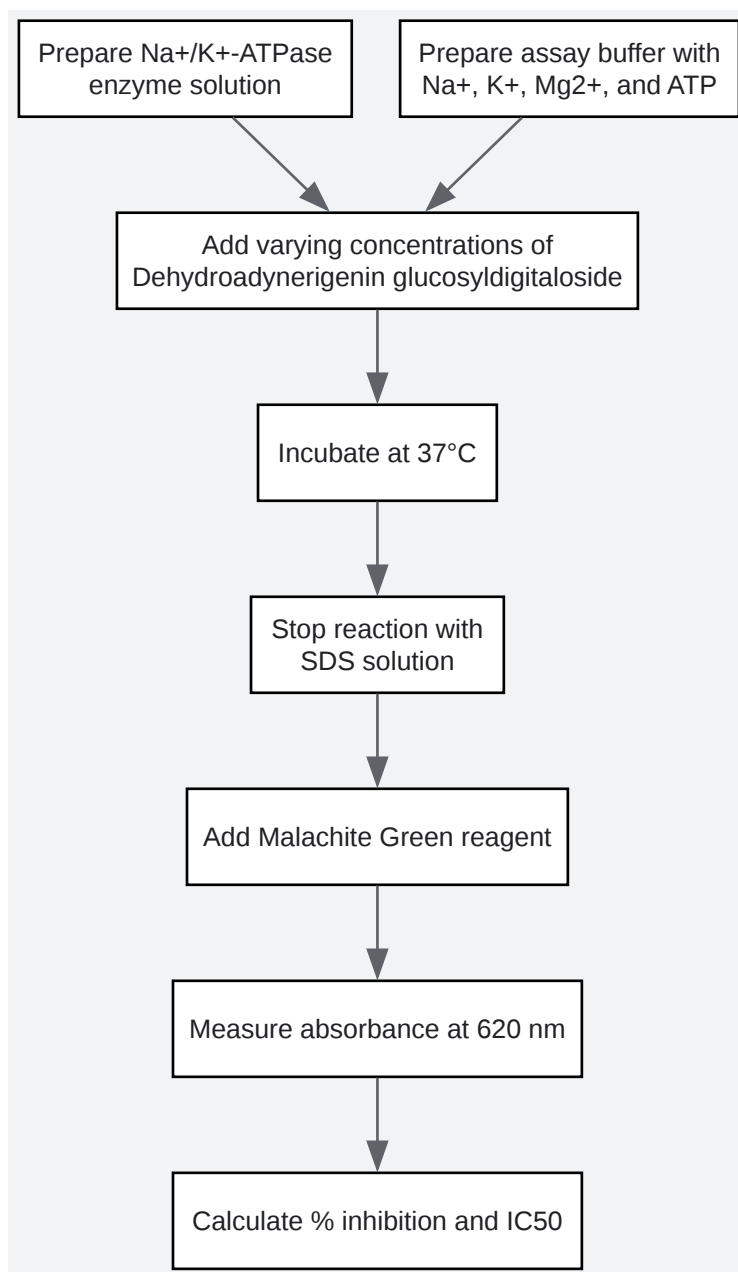 Prepare Na+/K+-ATPase
enzyme solution
Prepare assay buffer with
Na+, K+, Mg2+, and ATP
Add varying concentrations of
Dehydroadynerigenin glucosyldigitaloside
Incubate at 37°C
Stop reaction with
SDS solution
Add Malachite Green reagent
Measure absorbance at 620 nm
Calculate % inhibition and IC50